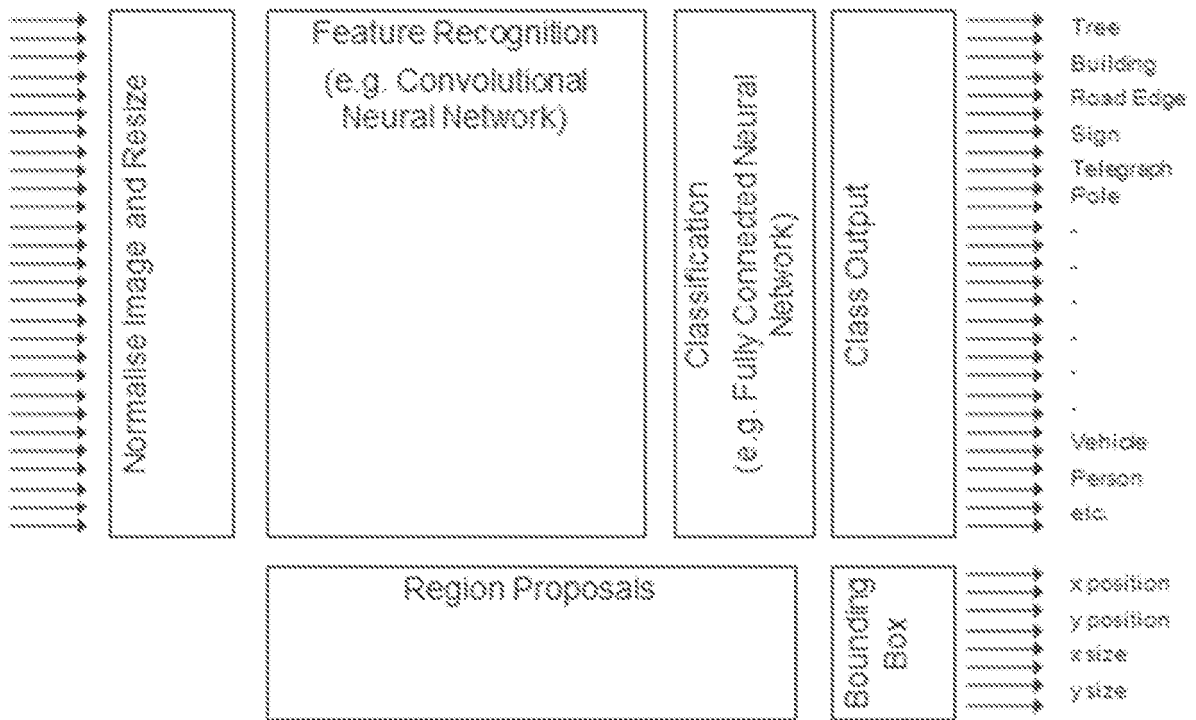 Normalise Image and Resize
Feature Recognition
(e.g. Convolutional
Neural Network)
Classification
(e.g. Fully Connected Neural
Network)
Class Output
Tree
Building
Road Edge
Sign
Telegraph
Pole
.
.
.
.
.
.
Vehicle
Person
etc.
Region Proposals
Bounding
Box
x position
y position
x size
y size